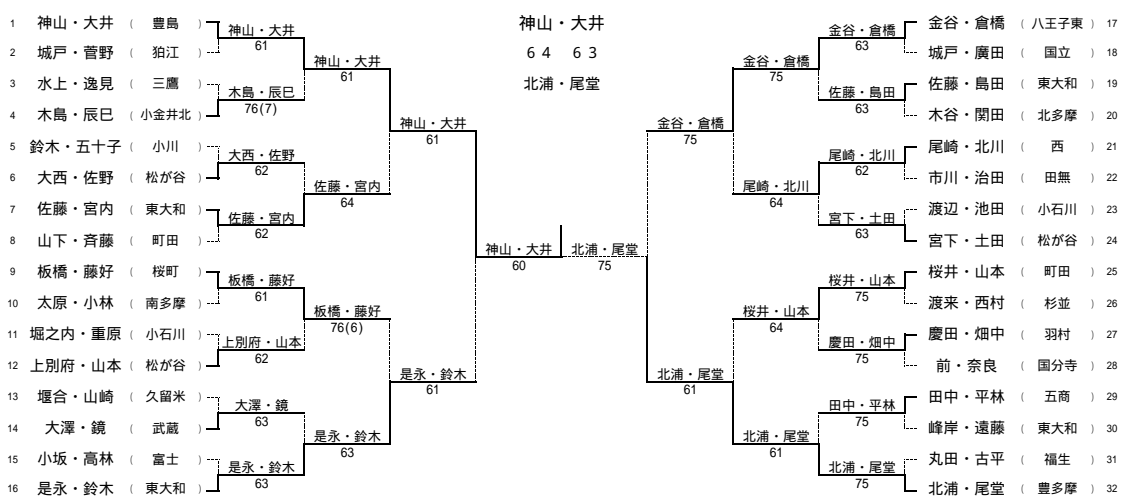 神山・大井
64 63
北浦・尾堂
1 神山・大井 ( 豊島 )
2 城戸・菅野 ( 狛江 )
3 水上・逸見 ( 三鷹 )
4 木島・辰巳 ( 小金井北 )
5 鈴木・五十子 ( 小川 )
6 大西・佐野 ( 松が谷 )
7 佐藤・宮内 ( 東大和 )
8 山下・斉藤 ( 町田 )
9 板橋・藤好 ( 桜町 )
10 太原・小林 ( 南多摩 )
11 堀之内・重原 ( 小石川 )
12 上別府・山本 ( 松が谷 )
13 堰合・山崎 ( 久留米 )
14 大澤・鏡 ( 武蔵 )
15 小坂・高林 ( 富士 )
16 是永・鈴木 ( 東大和 )
神山・大井
61
木島・辰巳
76(7)
大西・佐野
62
佐藤・宮内
62
板橋・藤好
61
上別府・山本
62
大澤・鏡
63
是永・鈴木
63
神山・大井
61
佐藤・宮内
64
板橋・藤好
76(6)
是永・鈴木
63
神山・大井
61
是永・鈴木
61
神山・大井
60
北浦・尾堂
75
金谷・倉橋
75
北浦・尾堂
61
金谷・倉橋
75
尾崎・北川
64
桜井・山本
64
北浦・尾堂
61
金谷・倉橋
63
佐藤・島田
63
尾崎・北川
62
宮下・土田
63
桜井・山本
75
慶田・畑中
75
田中・平林
75
北浦・尾堂
75
金谷・倉橋 ( 八王子東 ) 17
城戸・廣田 ( 国立 ) 18
佐藤・島田 ( 東大和 ) 19
木谷・関田 ( 北多摩 ) 20
尾崎・北川 ( 西 ) 21
市川・治田 ( 田無 ) 22
渡辺・池田 ( 小石川 ) 23
宮下・土田 ( 松が谷 ) 24
桜井・山本 ( 町田 ) 25
渡来・西村 ( 杉並 ) 26
慶田・畑中 ( 羽村 ) 27
前・奈良 ( 国分寺 ) 28
田中・平林 ( 五商 ) 29
峰岸・遠藤 ( 東大和 ) 30
丸田・古平 ( 福生 ) 31
北浦・尾堂 ( 豊多摩 ) 32